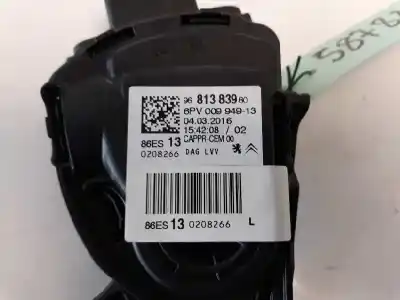 96 813 839 80
6PV 009 949-13
04.03.2016
15:42:08 / 02
86ES 13 CAPPR-CEM 00
0208266 DAG LVV
86ES 13 0208266 L